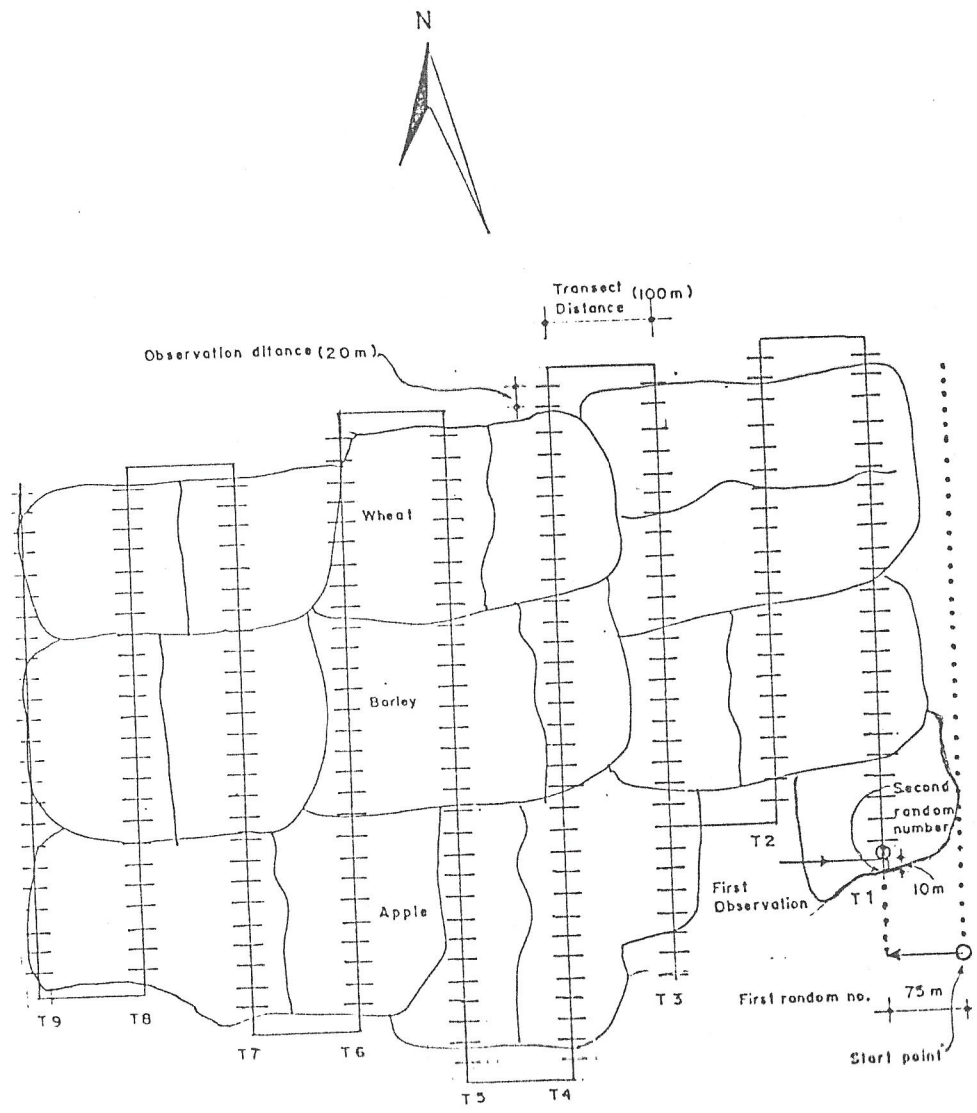 N
Transect (100m)
Distance
Observation ditance (20m)
Wheat
Barley
Apple
Second
random
number
10m
First
Observation
T1
T2
T3
First random no. 75 m
Start point
T9
T8
T7
T6
T5
T4